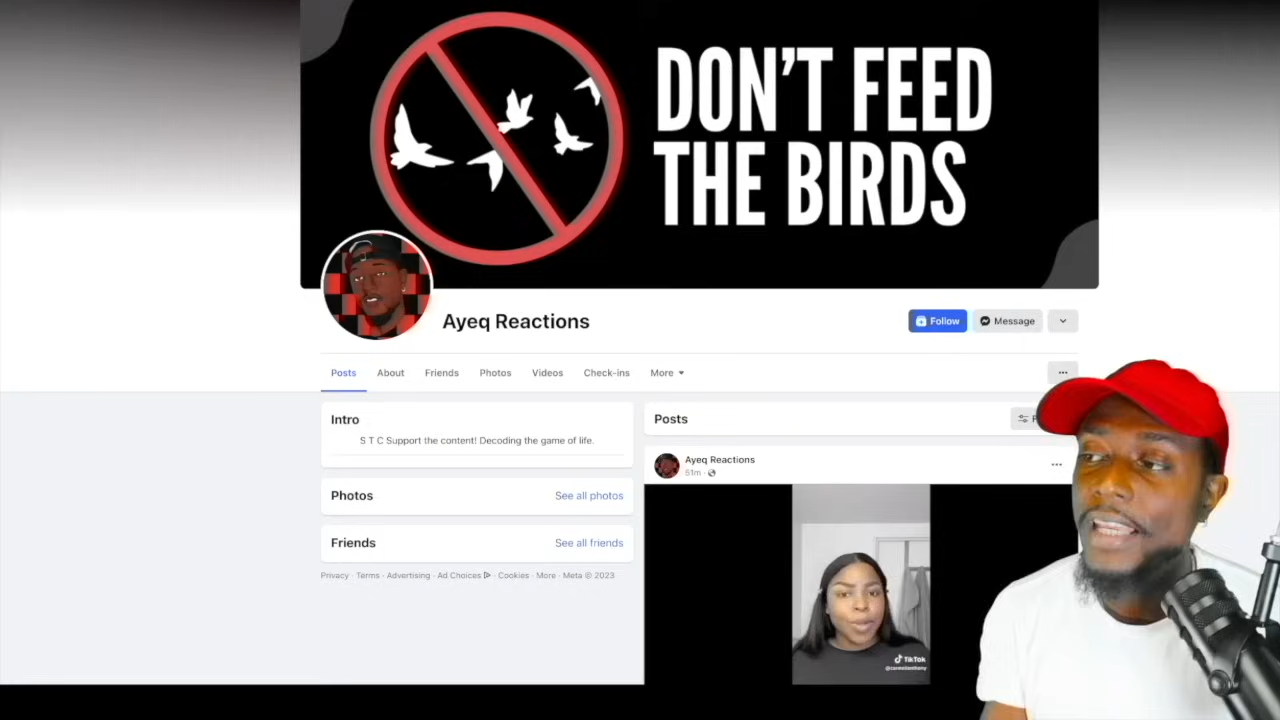 DON'T FEED
THE BIRDS
Ayeq Reactions
Follow
Message
Posts
About
Friends
Photos
Videos
Check-ins
More
Intro
S T C Support the content! Decoding the game of life.
Photos
See all photos
Friends
See all friends
Privacy · Terms · Advertising · Ad Choices · Cookies · More · Meta © 2023
Posts
Ayeq Reactions
51m
TikTok